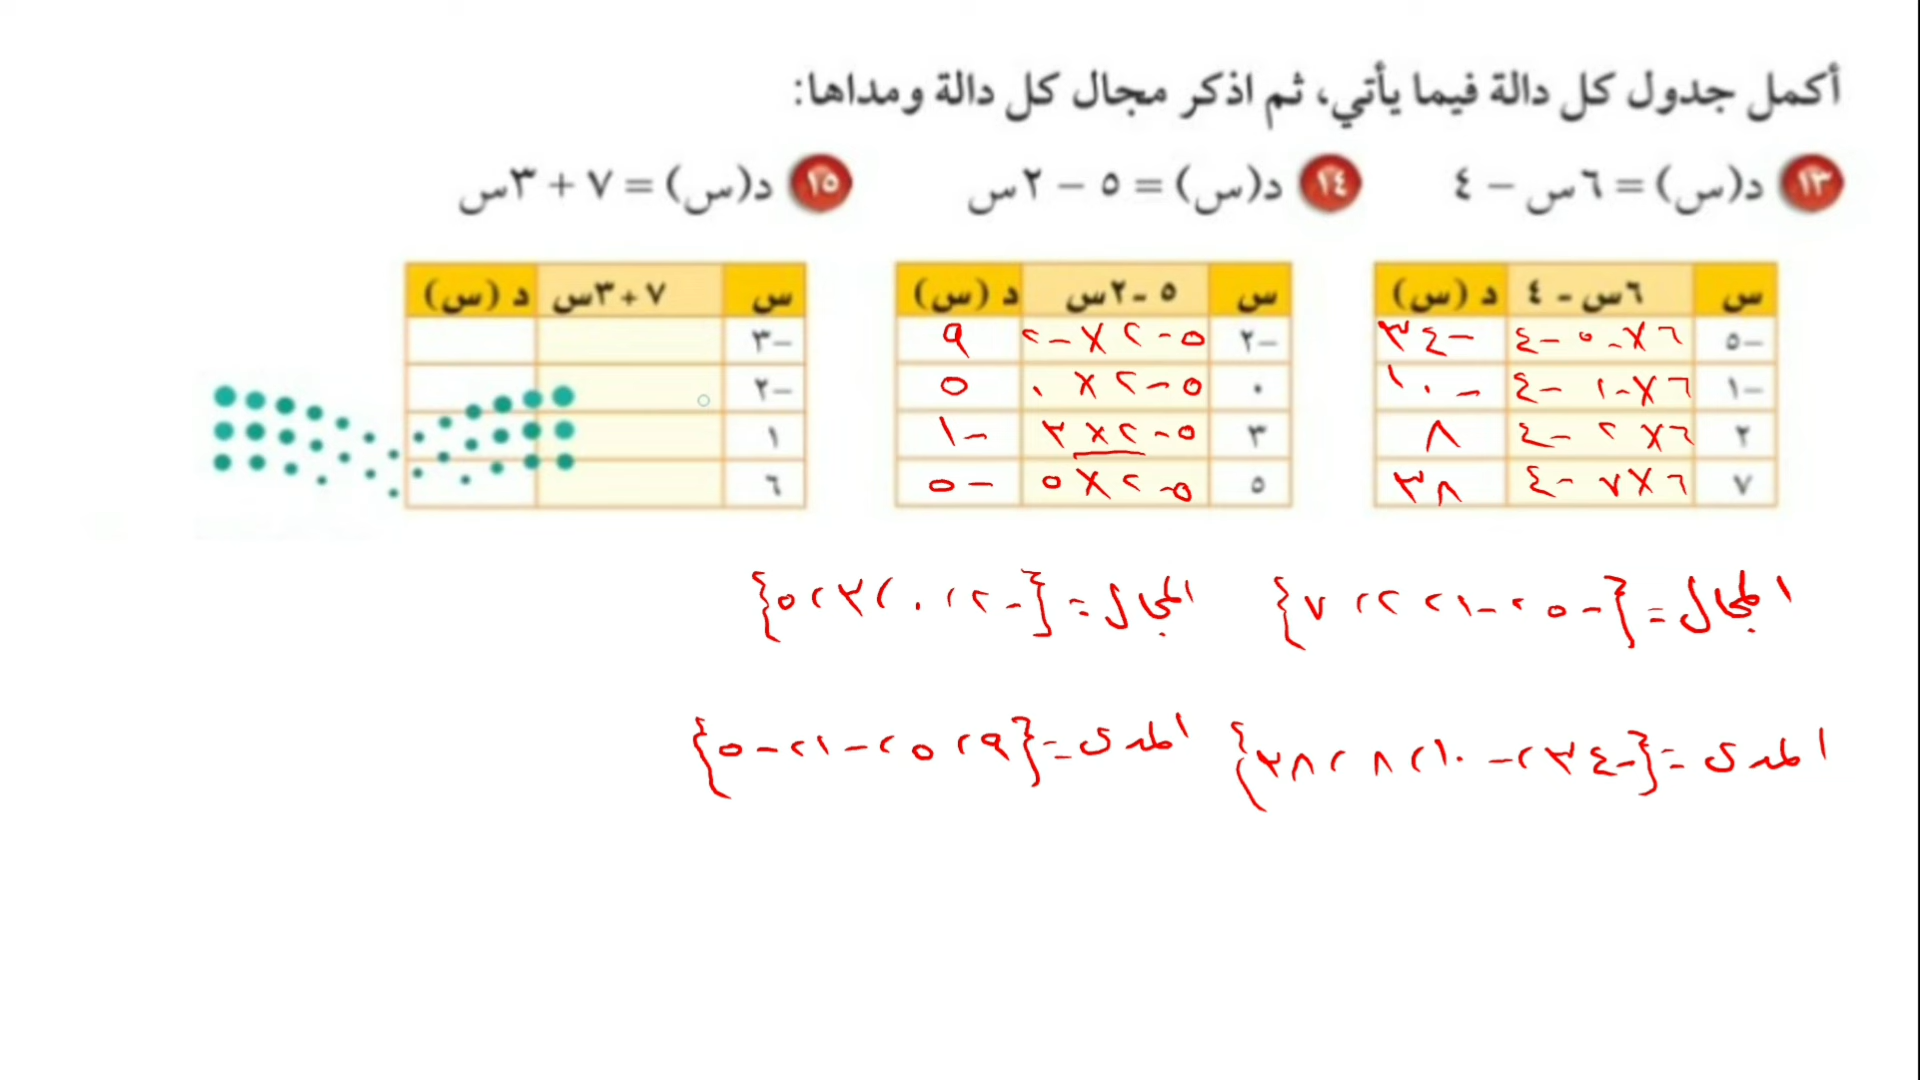 أكمل جدول كل دالة فيما يأتي، ثم اذكر مجال كل دالة ومداها:
١٣ د(س) = ٦س − ٤
١٤ د(س) = ٥ − ٢س
١٥ د(س) = ٧ + ٣س
س ٦س - ٤ د (س)
−٥ ٦×-٥ -٤ -٣٤
−١ ٦×-١ -٤ -١٠
٢ ٦×٢ -٤ ٨
٧ ٦×٧ -٤ ٣٨
س ٥ - ٢س د (س)
−٢ ٥-٢×-٢ ٩
٠ ٥-٢×٠ ٥
٣ ٥-٢×٣ -١
٥ ٥-٢×٥ -٥
س ٧ + ٣س د (س)
−٣
−٢
١
٦
المجال = {-٥، -١، ٢، ٧}
المجال = {-٢، ٠، ٣، ٥}
المدى = {-٣٤، -١٠، ٨، ٣٨}
المدى = {٩، ٥، -١، -٥}